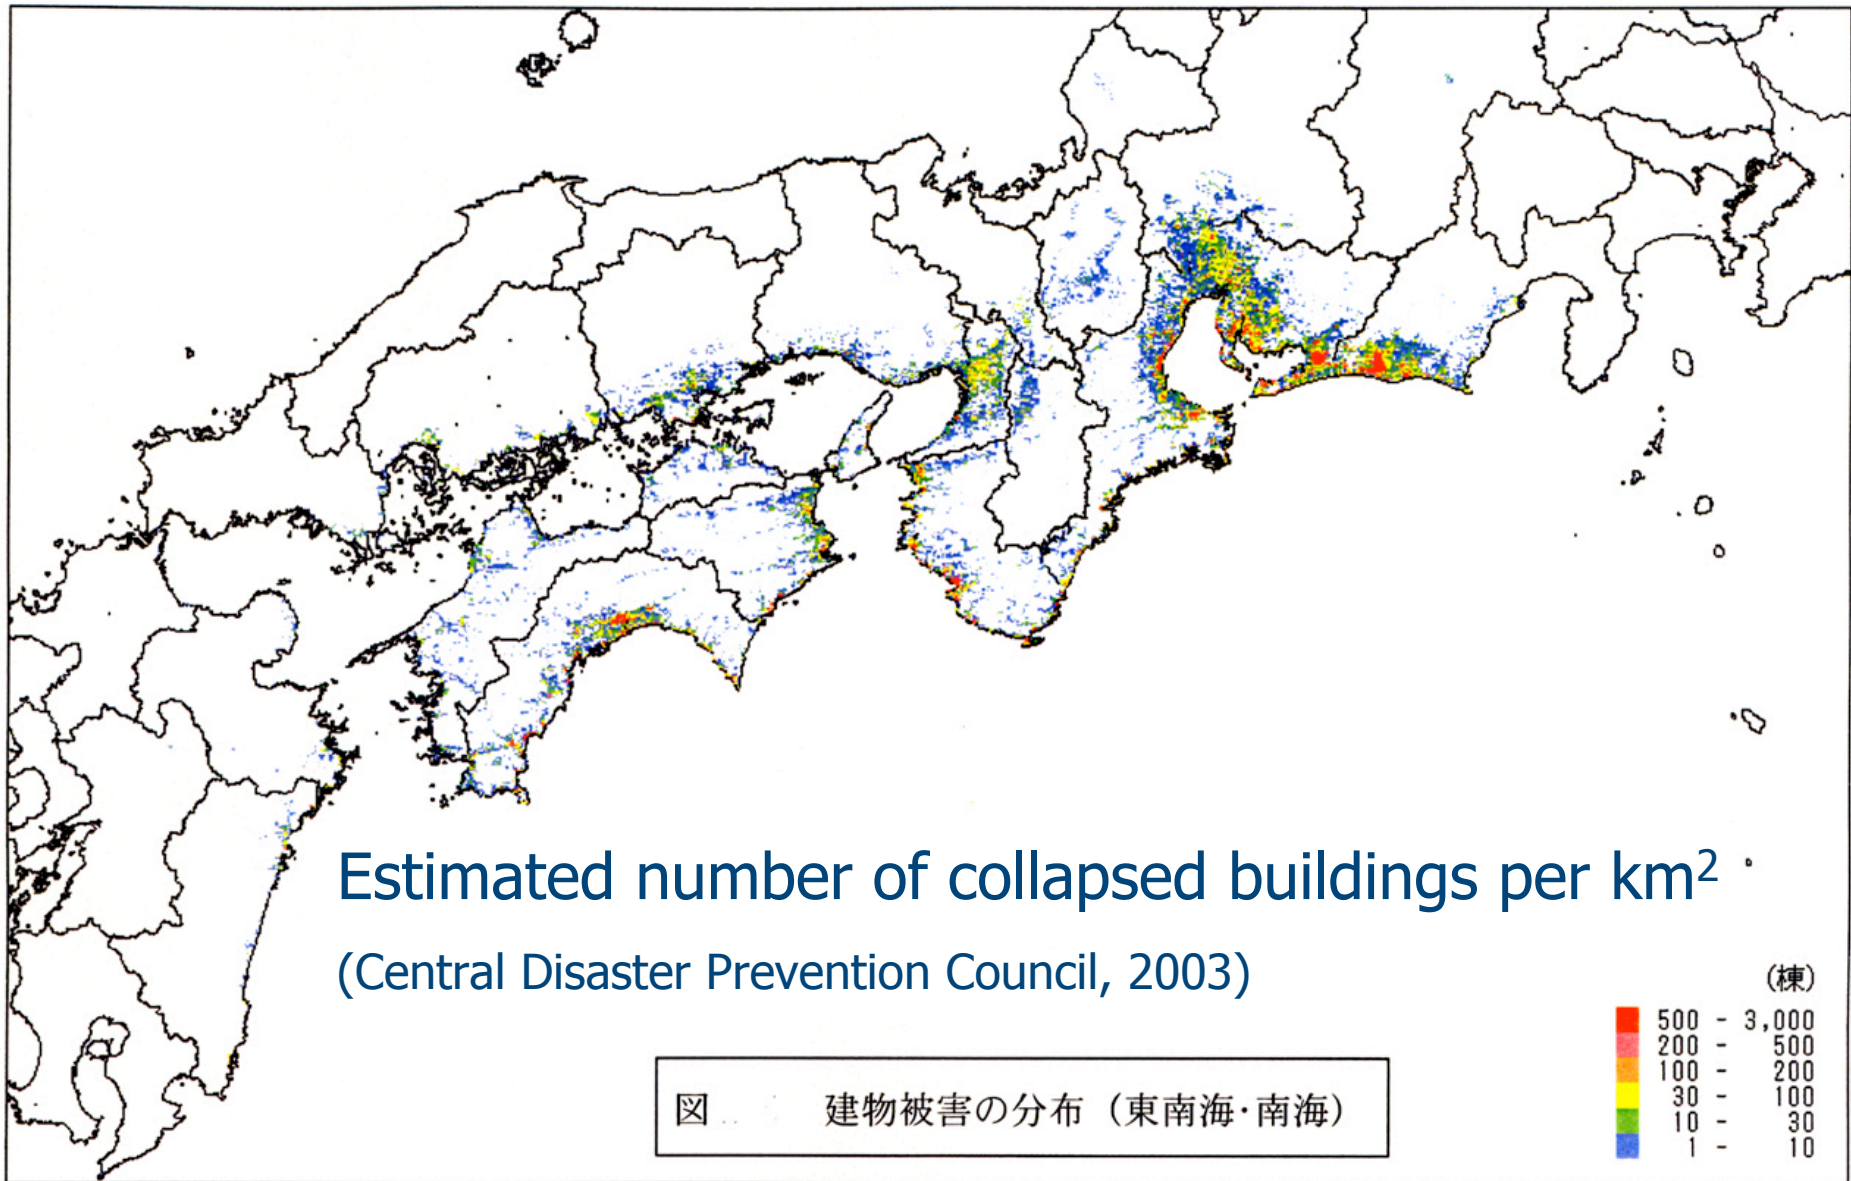 Estimated number of collapsed buildings per km²
(Central Disaster Prevention Council, 2003)
(棟)
500 - 3,000
200 - 500
100 - 200
30 - 100
10 - 30
1 - 10
図 建物被害の分布(東南海・南海)